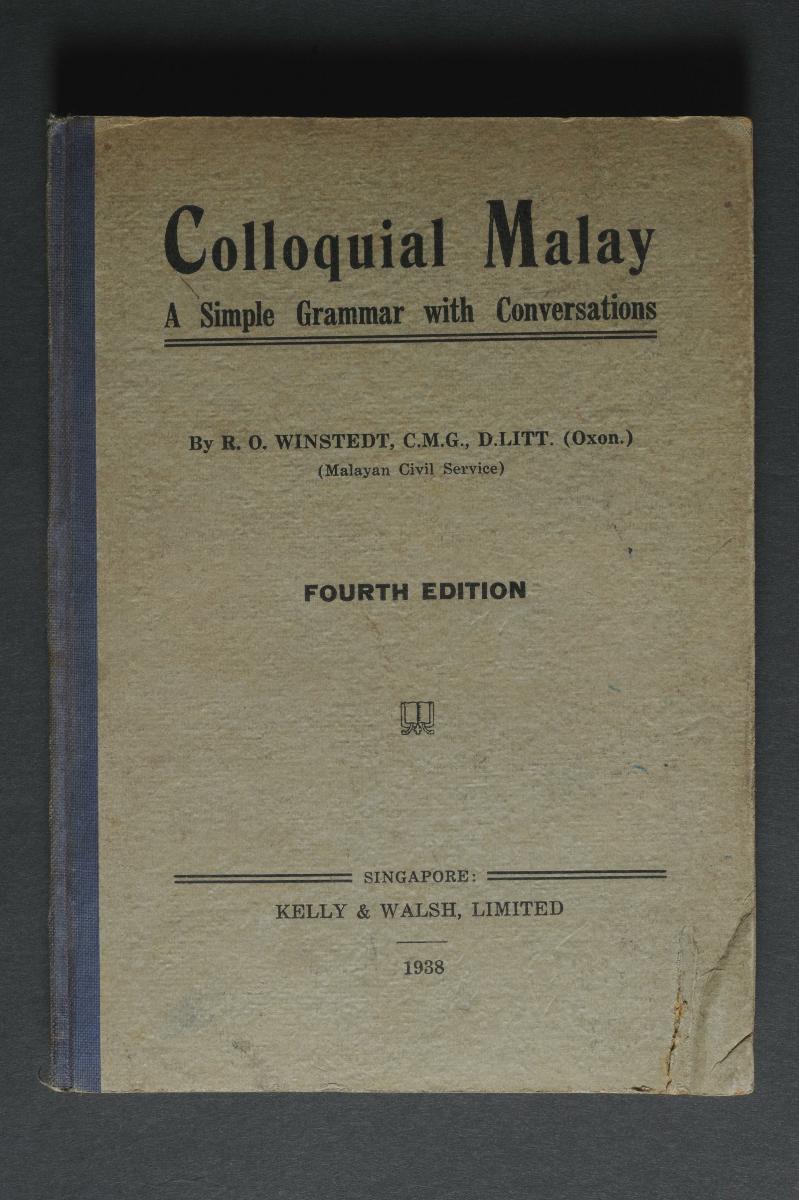 Colloquial Malay
A Simple Grammar with Conversations
By R. O. WINSTEDT, C.M.G., D.LITT. (Oxon.)
(Malayan Civil Service)
FOURTH EDITION
SINGAPORE:
KELLY & WALSH, LIMITED
1938